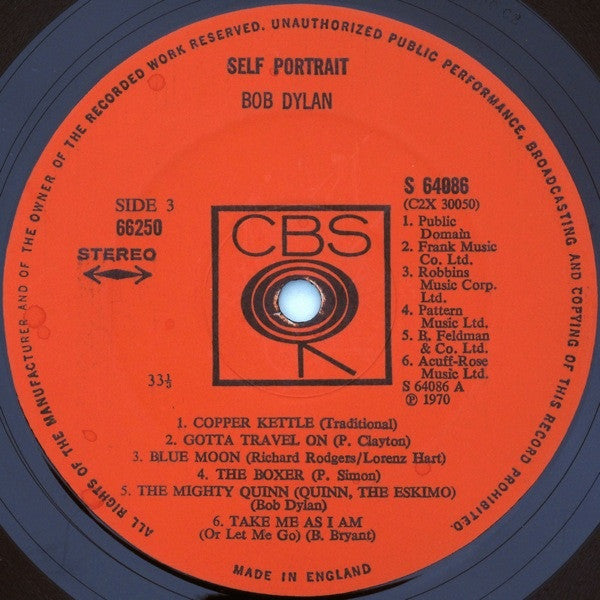 ALL RIGHTS OF THE MANUFACTURER AND OF THE OWNER OF THE RECORDED WORK RESERVED. UNAUTHORIZED PUBLIC PERFORMANCE, BROADCASTING AND COPYING OF THIS RECORD PROHIBITED.
SELF PORTRAIT
BOB DYLAN
SIDE 3
66250
STEREO
CBS
S 64086
(C2X 30050)
1. Public
Domain
2. Frank Music
Co. Ltd.
3. Robbins
Music Corp.
Ltd.
4. Pattern
Music Ltd.
5. B. Feldman
& Co. Ltd.
6. Acuff-Rose
Music Ltd.
S 64086 A
℗ 1970
33⅓
1. COPPER KETTLE (Traditional)
2. GOTTA TRAVEL ON (P. Clayton)
3. BLUE MOON (Richard Rodgers/Lorenz Hart)
4. THE BOXER (P. Simon)
5. THE MIGHTY QUINN (QUINN, THE ESKIMO)
(Bob Dylan)
6. TAKE ME AS I AM
(Or Let Me Go) (B. Bryant)
MADE IN ENGLAND